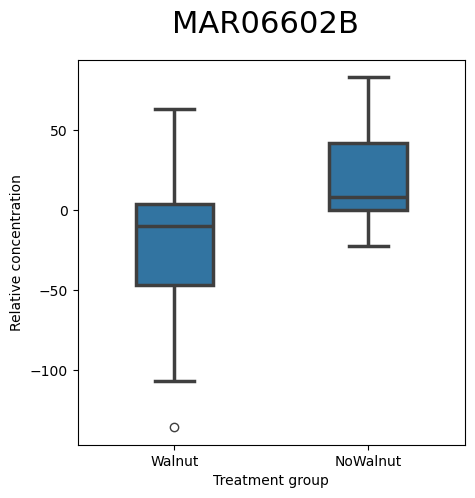 MAR06602B
50
0
−50
−100
Relative concentration
Walnut
NoWalnut
Treatment group